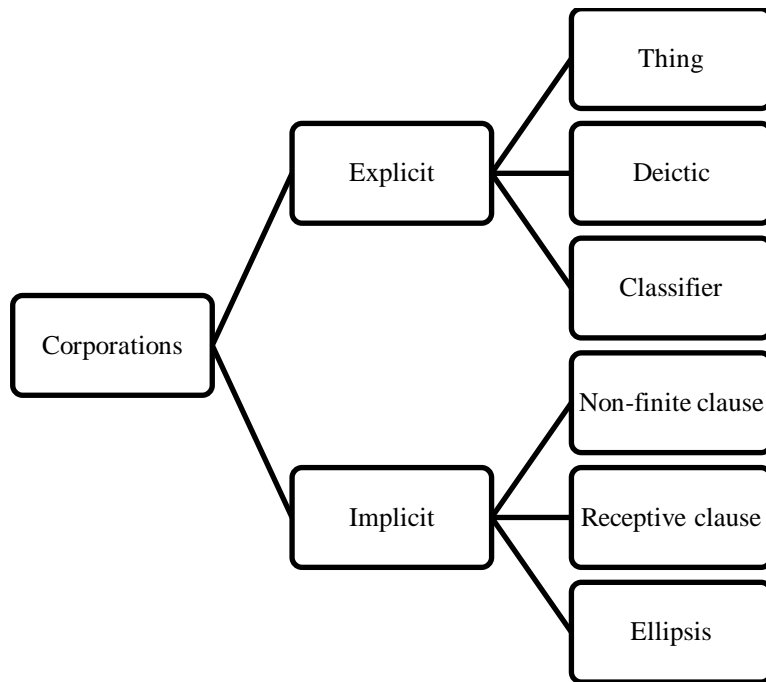 Thing
Explicit
Deictic
Classifier
Corporations
Non-finite clause
Implicit
Receptive clause
Ellipsis